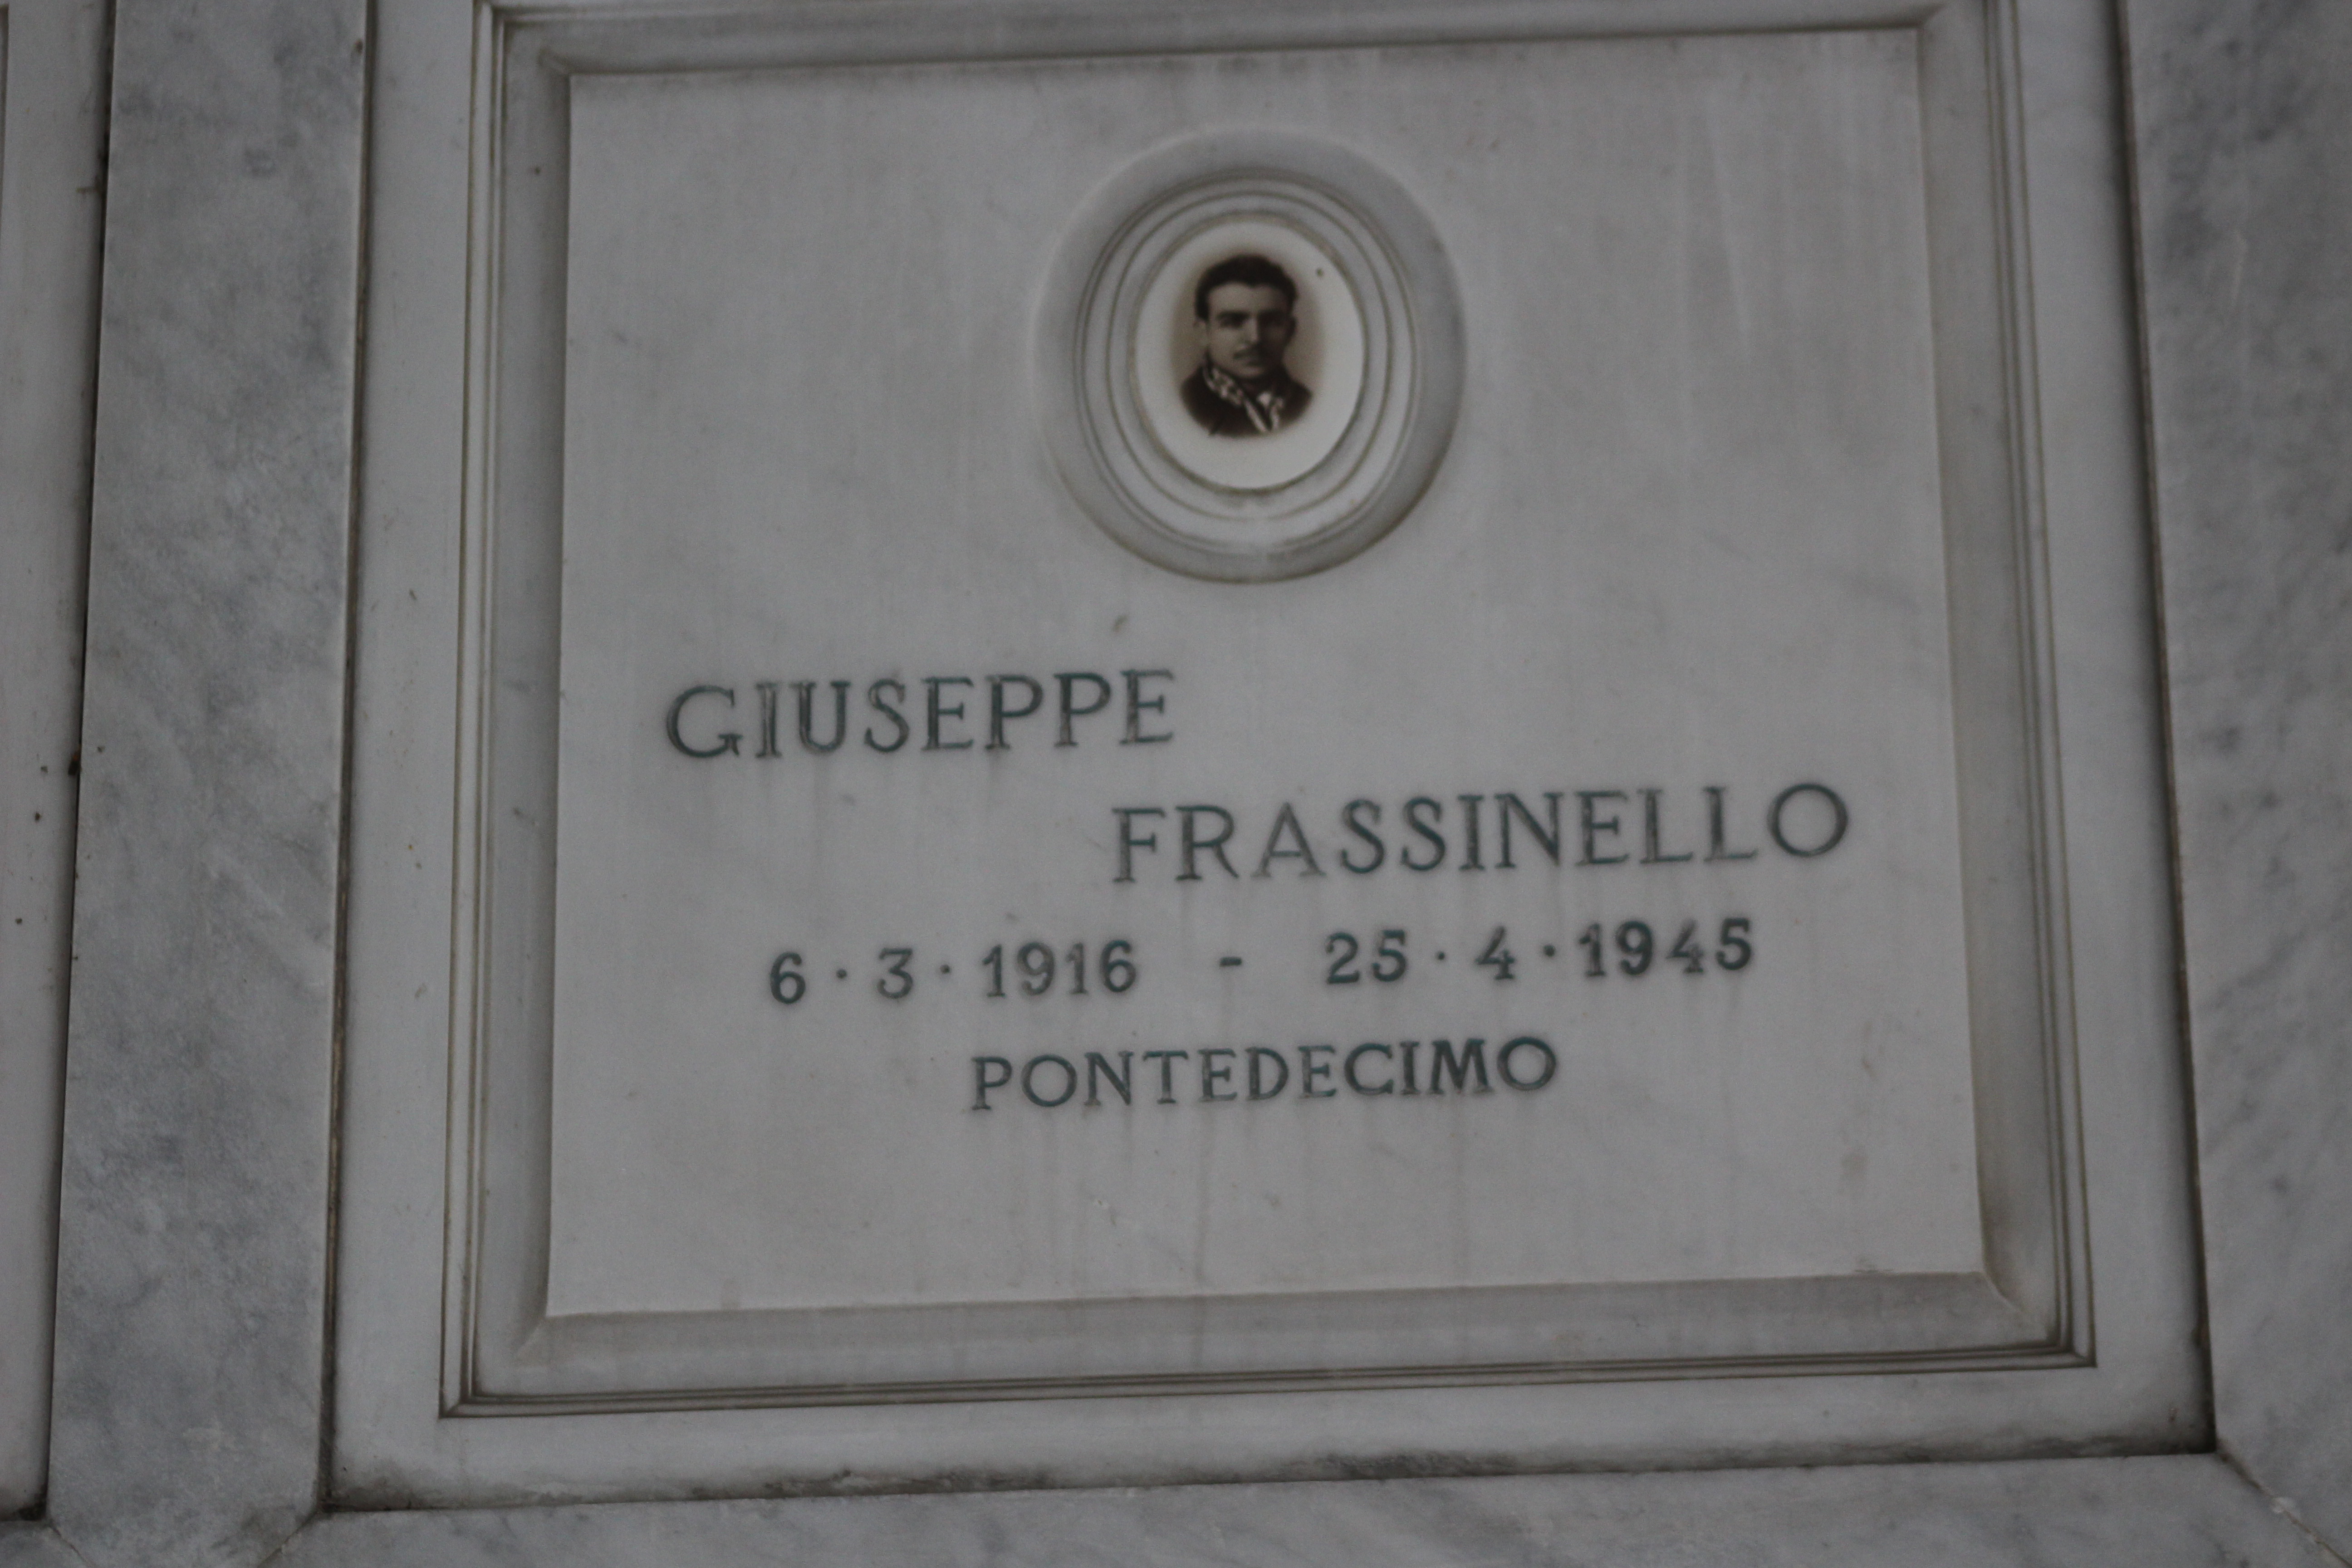 GIUSEPPE
FRASSINELLO
6·3·1916 - 25·4·1945
PONTEDECIMO